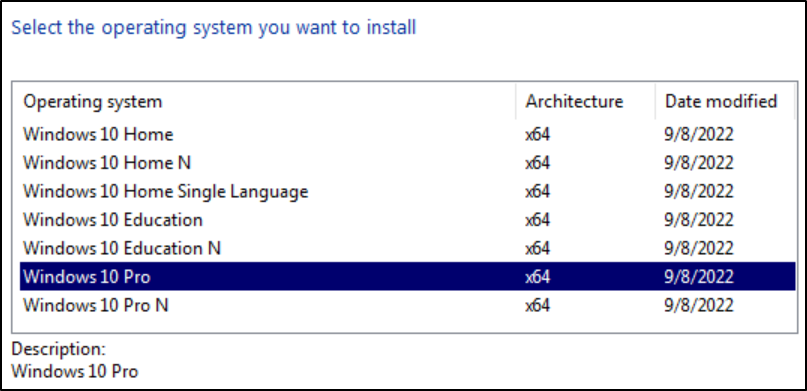 Select the operating system you want to install
Operating system Architecture Date modified
Windows 10 Home x64 9/8/2022
Windows 10 Home N x64 9/8/2022
Windows 10 Home Single Language x64 9/8/2022
Windows 10 Education x64 9/8/2022
Windows 10 Education N x64 9/8/2022
Windows 10 Pro x64 9/8/2022
Windows 10 Pro N x64 9/8/2022
Description:
Windows 10 Pro